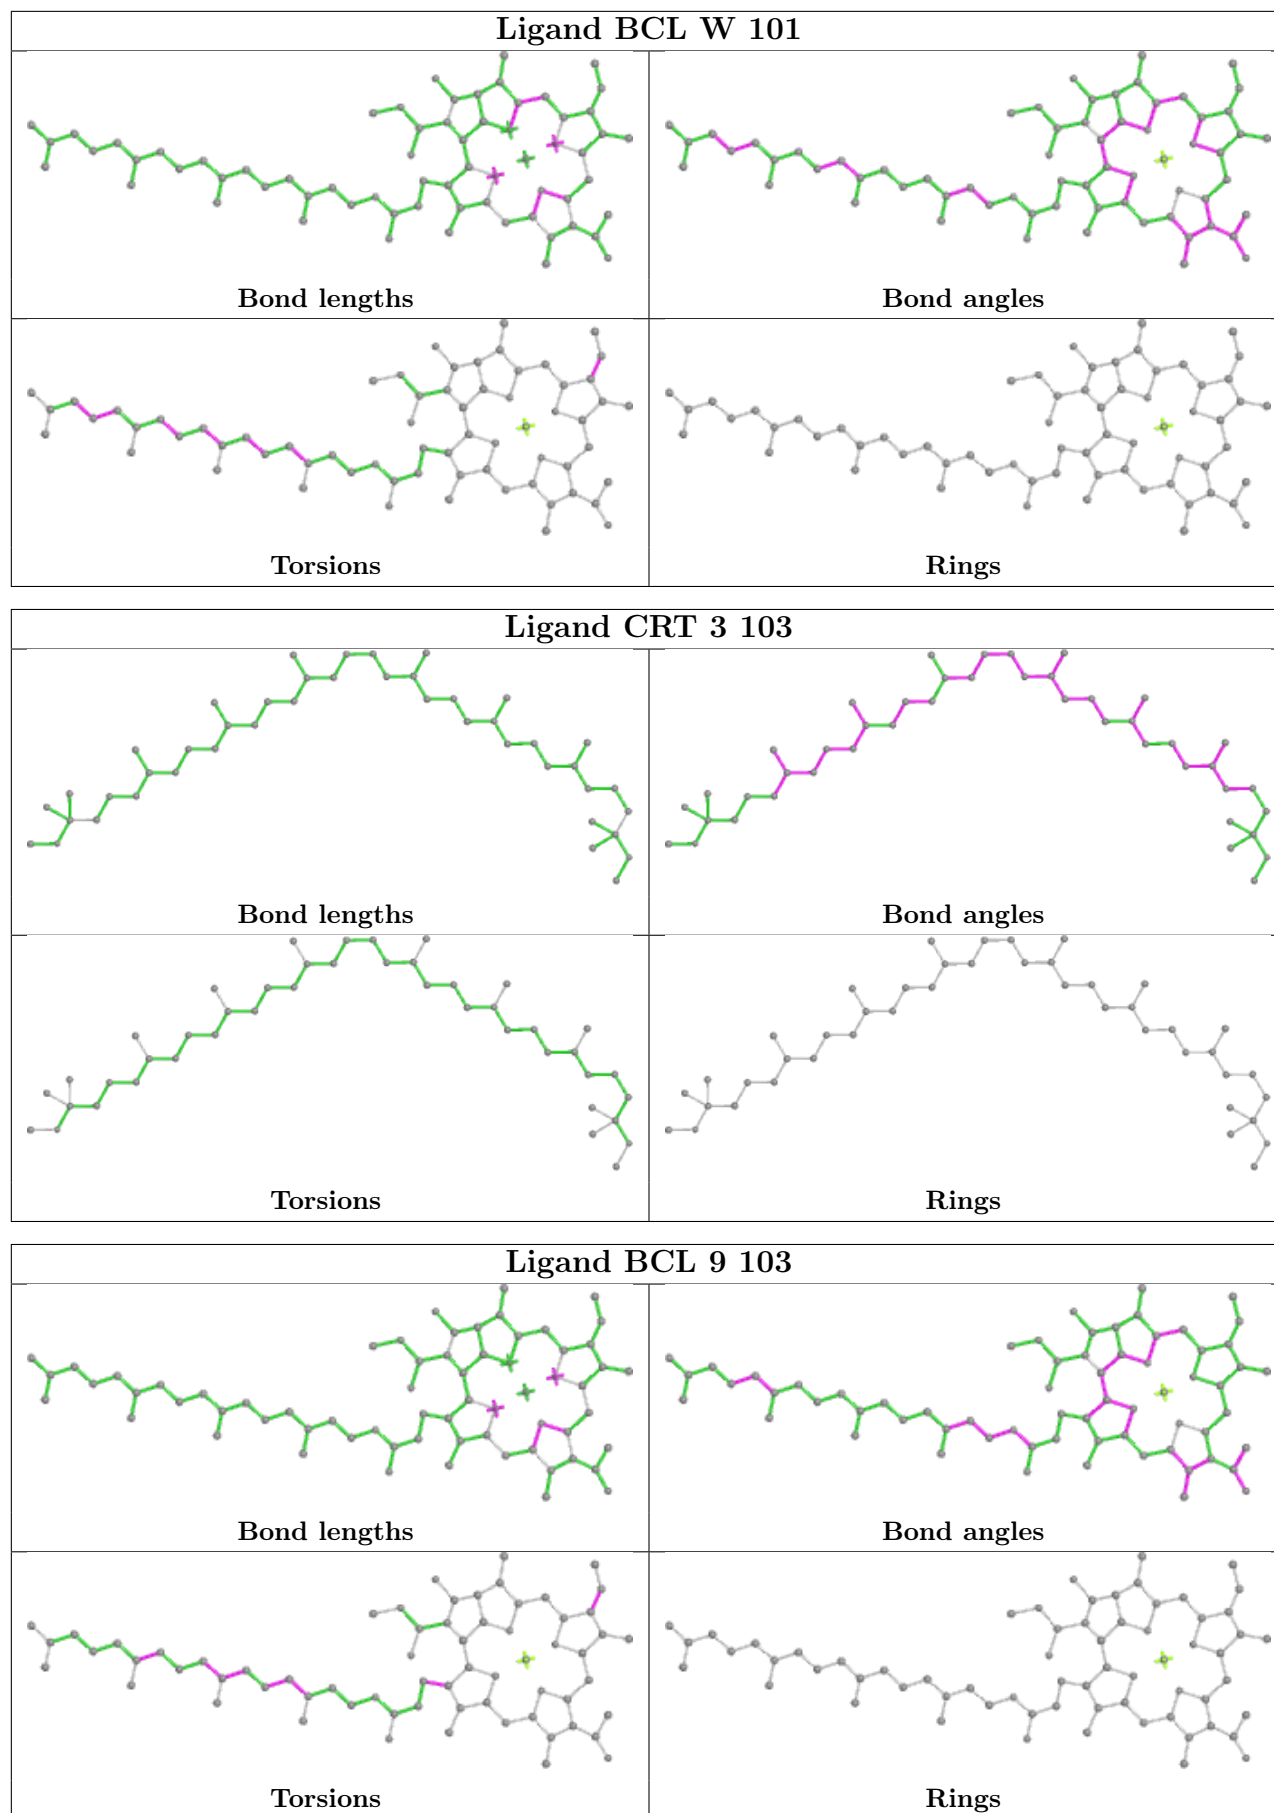 Ligand BCL W 101
Bond lengths
Bond angles
Torsions
Rings
Ligand CRT 3 103
Bond lengths
Bond angles
Torsions
Rings
Ligand BCL 9 103
Bond lengths
Bond angles
Torsions
Rings